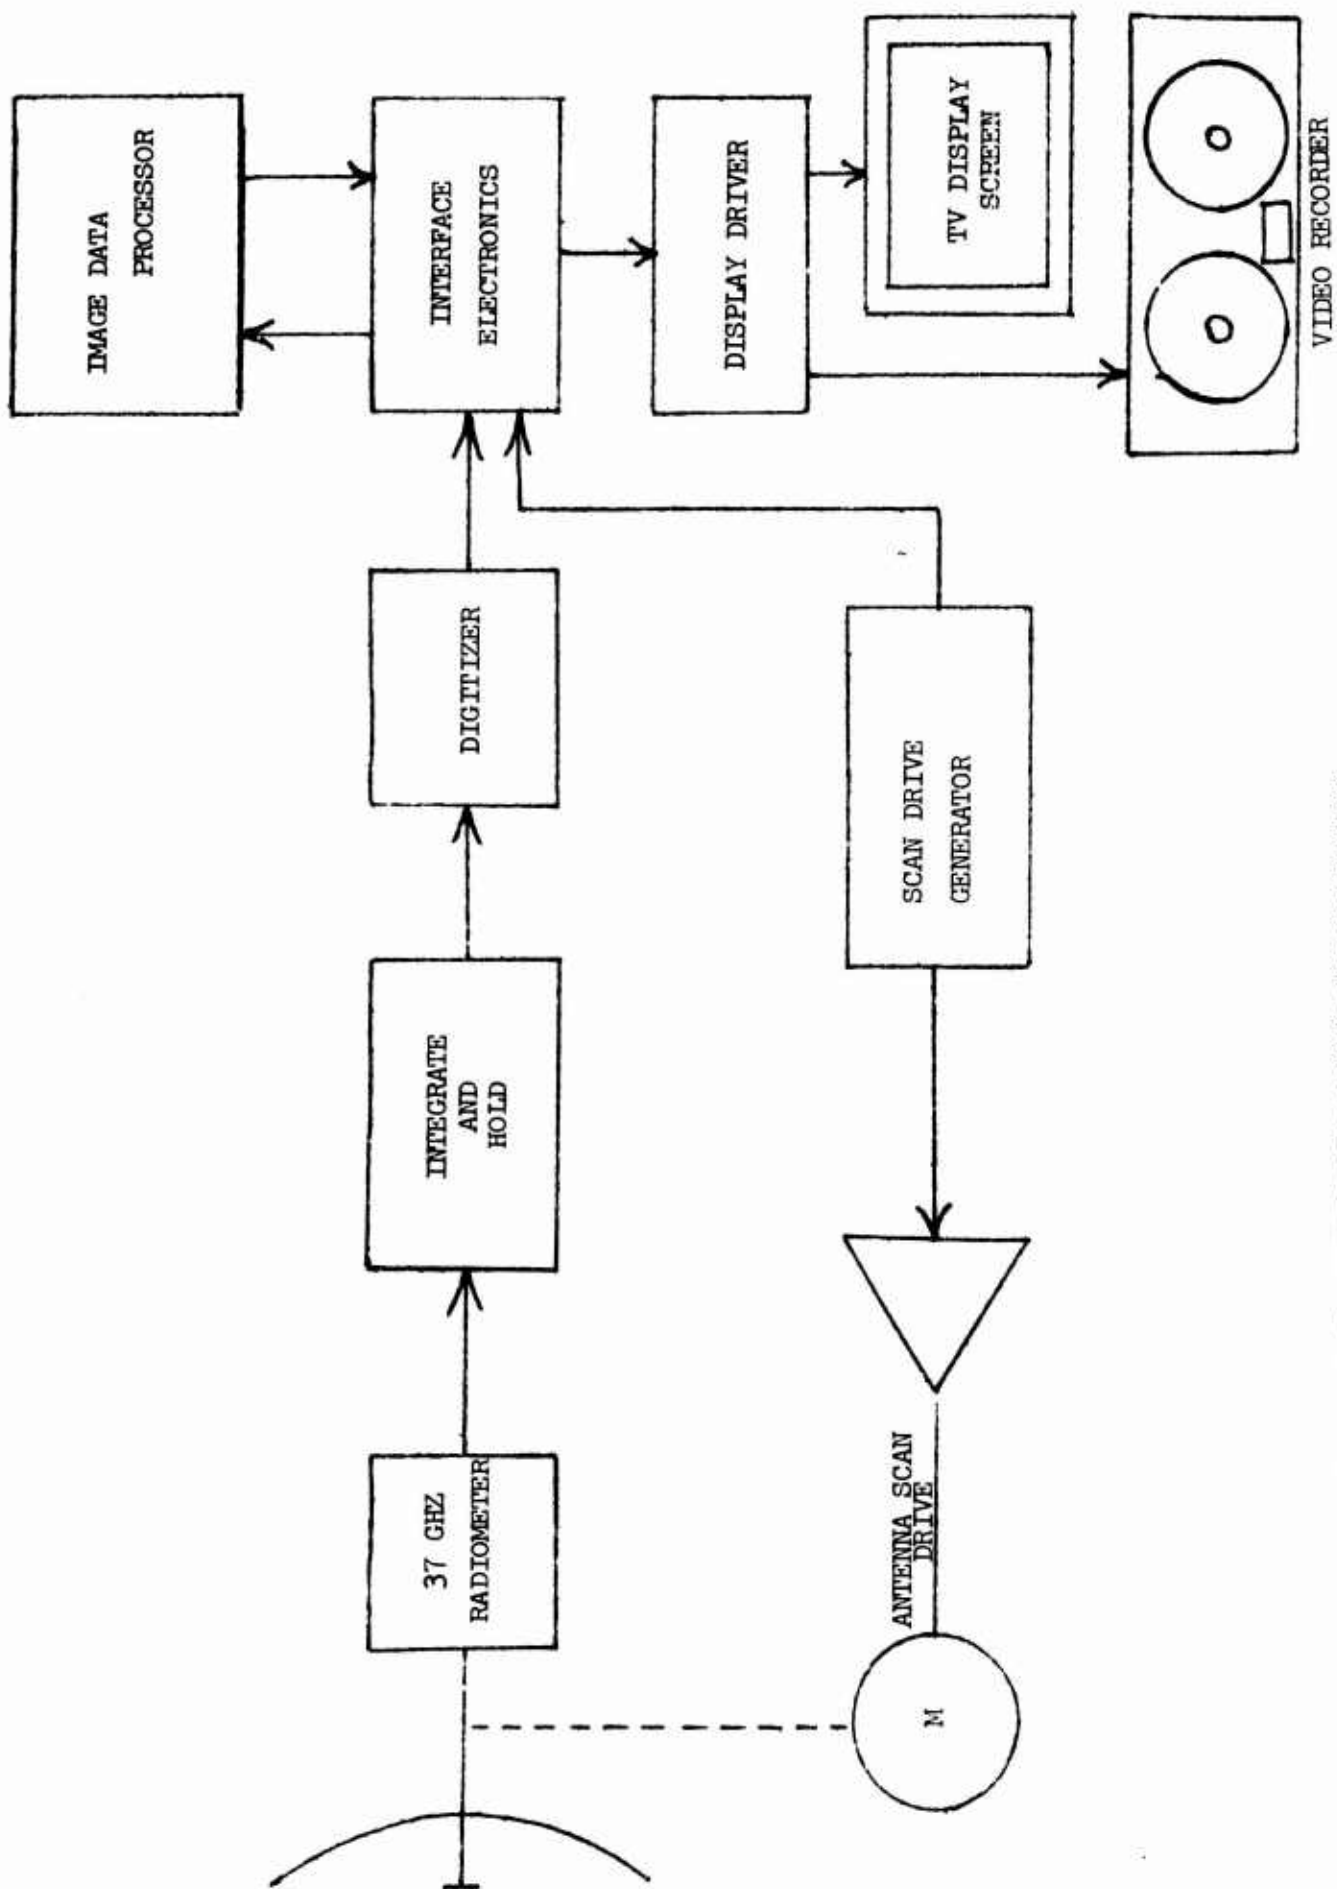 IMAGE DATA
PROCESSOR
INTERFACE
ELECTRONICS
DISPLAY DRIVER
TV DISPLAY
SCREEN
VIDEO RECORDER
DIGITIZER
SCAN DRIVE
GENERATOR
INTEGRATE
AND
HOLD
37 GHZ
RADIOMETER
ANTENNA SCAN
DRIVE
M